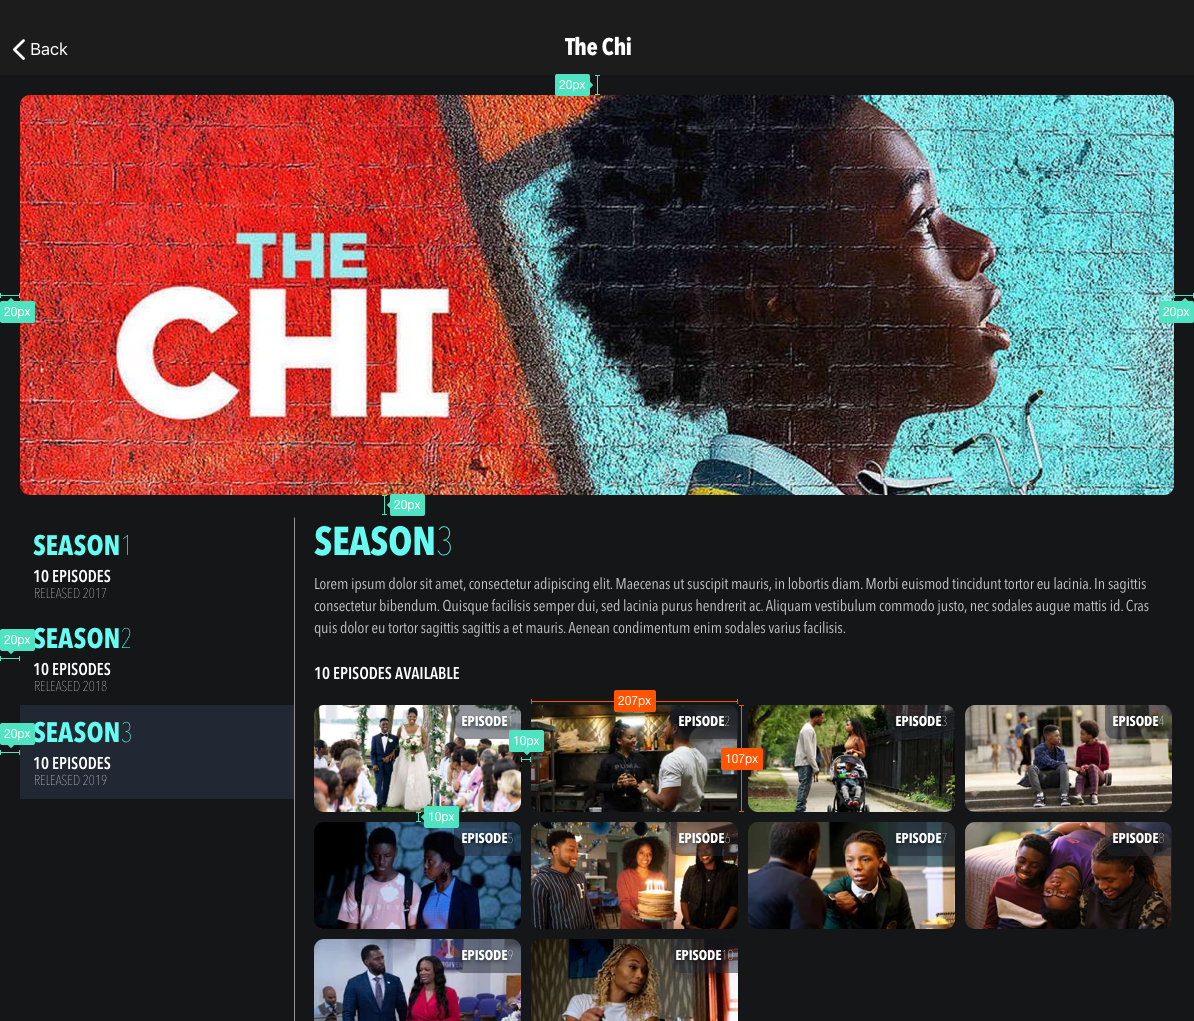 Back
The Chi
20px
THE
CHI
20px
20px
20px
SEASON1
10 EPISODES
RELEASED 2017
20px
SEASON2
10 EPISODES
RELEASED 2018
20px
SEASON3
10 EPISODES
RELEASED 2019
SEASON3
Lorem ipsum dolor sit amet, consectetur adipiscing elit. Maecenas ut suscipit mauris, in lobortis diam. Morbi euismod tincidunt tortor eu lacinia. In sagittis
consectetur bibendum. Quisque facilisis semper dui, sed lacinia purus hendrerit ac. Aliquam vestibulum commodo justo, nec sodales augue mattis id. Cras
quis dolor eu tortor sagittis sagittis a et mauris. Aenean condimentum enim sodales varius facilisis.
10 EPISODES AVAILABLE
207px
EPISODE1
EPISODE2
EPISODE3
EPISODE4
10px
107px
10px
EPISODE5
EPISODE6
EPISODE7
EPISODE8
EPISODE9
EPISODE10